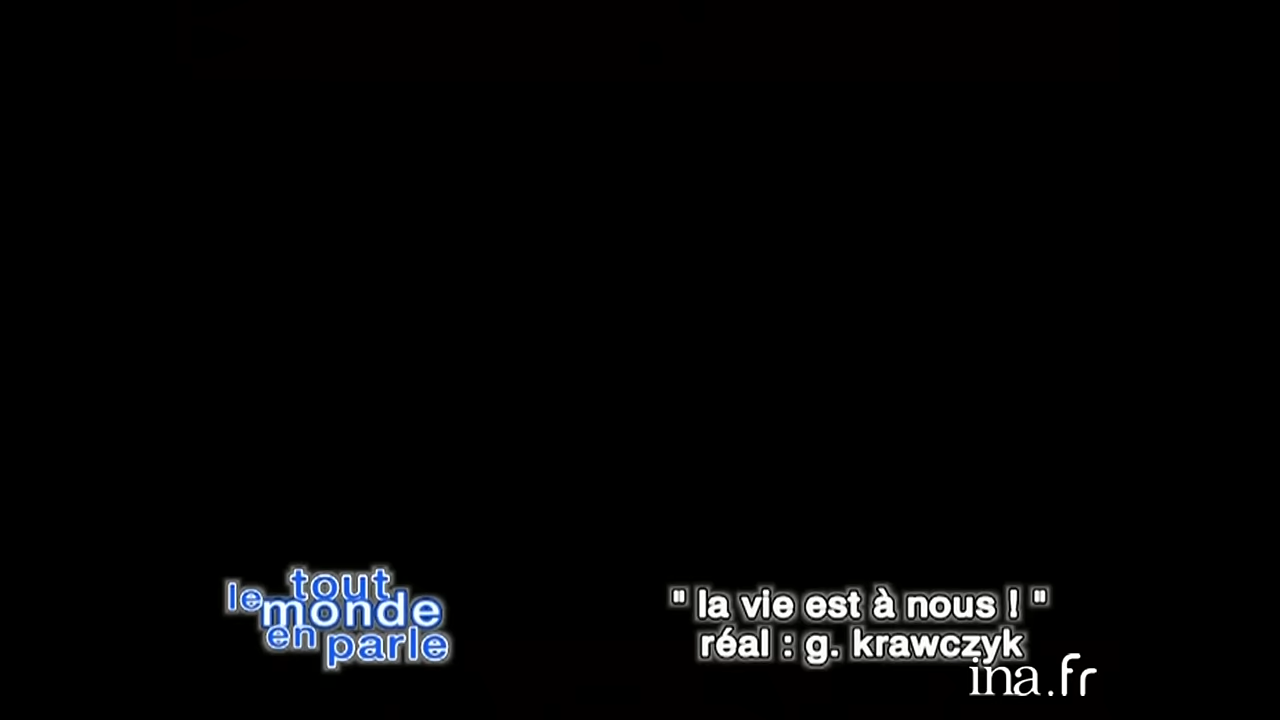 tout
le monde
en parle
" la vie est à nous ! "
réal : g. krawczyk
ina.fr